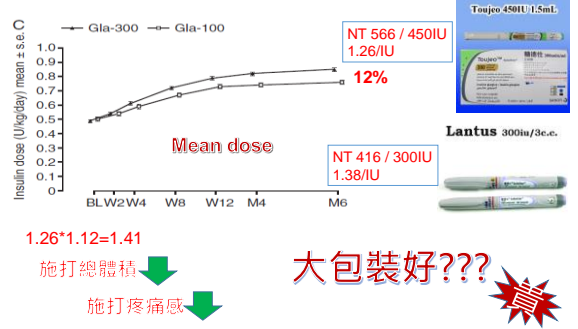 Gla-300 Gla-100
Insulin dose (U/kg/day) mean ± s.e.
C
1.0
0.9
0.8
0.7
0.6
0.5
0.4
0.3
0.2
0.1
0
BL W2 W4 W8 W12 M4 M6
Mean dose
NT 566 / 450IU
1.26/IU
12%
NT 416 / 300IU
1.38/IU
Toujeo 450IU 1.5mL
Toujeo
Lantus 300iu/3c.c.
1.26*1.12=1.41
施打總體積
施打疼痛感
大包裝好???